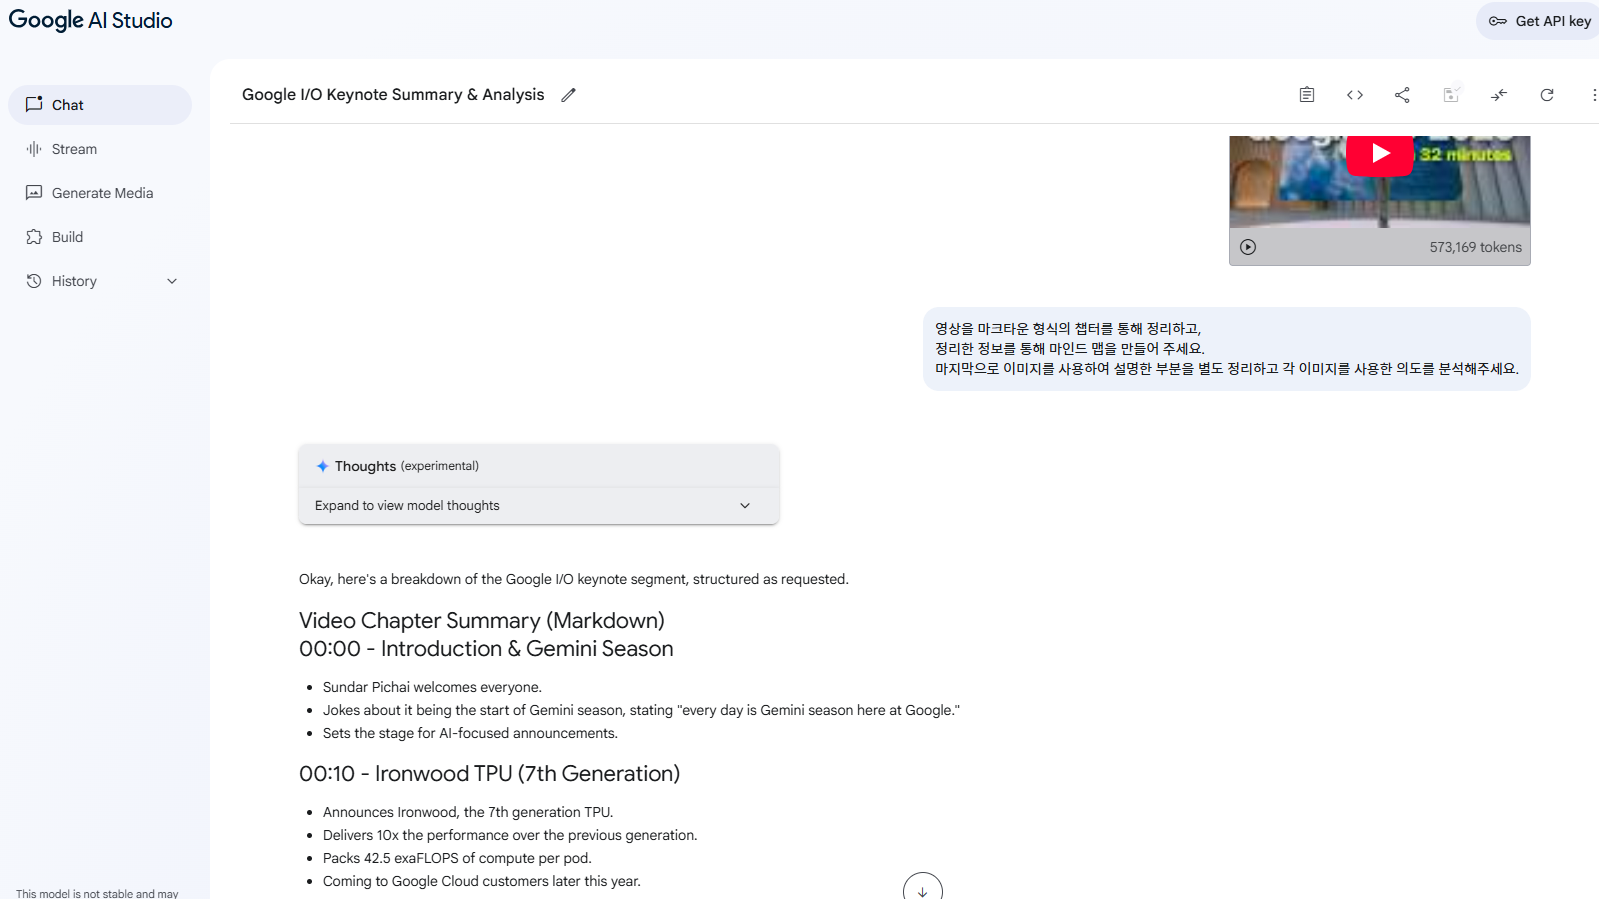 Google AI Studio
Get API key
Chat
Stream
Generate Media
Build
History
This model is not stable and may
Google I/O Keynote Summary & Analysis
32 minutes
573,169 tokens
영상을 마크타운 형식의 챕터를 통해 정리하고,
정리한 정보를 통해 마인드 맵을 만들어 주세요.
마지막으로 이미지를 사용하여 설명한 부분을 별도 정리하고 각 이미지를 사용한 의도를 분석해주세요.
Thoughts (experimental)
Expand to view model thoughts
Okay, here's a breakdown of the Google I/O keynote segment, structured as requested.
Video Chapter Summary (Markdown)
00:00 - Introduction & Gemini Season
Sundar Pichai welcomes everyone.
Jokes about it being the start of Gemini season, stating "every day is Gemini season here at Google."
Sets the stage for AI-focused announcements.
00:10 - Ironwood TPU (7th Generation)
Announces Ironwood, the 7th generation TPU.
Delivers 10x the performance over the previous generation.
Packs 42.5 exaFLOPS of compute per pod.
Coming to Google Cloud customers later this year.